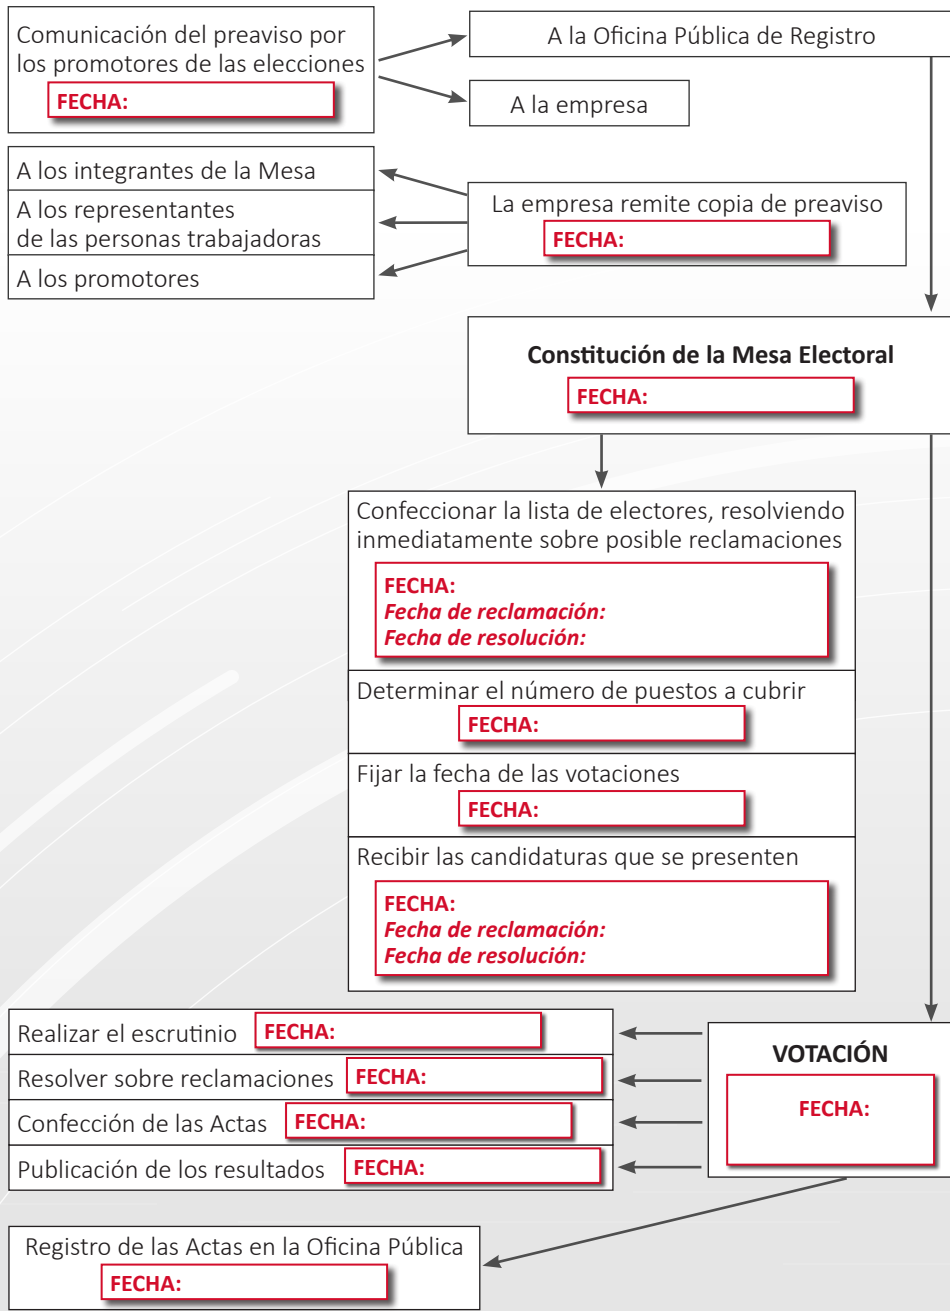 Comunicación del preaviso por
los promotores de las elecciones
FECHA:
A la Oficina Pública de Registro
A la empresa
A los integrantes de la Mesa
A los representantes
de las personas trabajadoras
A los promotores
La empresa remite copia de preaviso
FECHA:
Constitución de la Mesa Electoral
FECHA:
Confeccionar la lista de electores, resolviendo
inmediatamente sobre posible reclamaciones
FECHA:
Fecha de reclamación:
Fecha de resolución:
Determinar el número de puestos a cubrir
FECHA:
Fijar la fecha de las votaciones
FECHA:
Recibir las candidaturas que se presenten
FECHA:
Fecha de reclamación:
Fecha de resolución:
VOTACIÓN
FECHA:
Realizar el escrutinio FECHA:
Resolver sobre reclamaciones FECHA:
Confección de las Actas FECHA:
Publicación de los resultados FECHA:
Registro de las Actas en la Oficina Pública
FECHA: